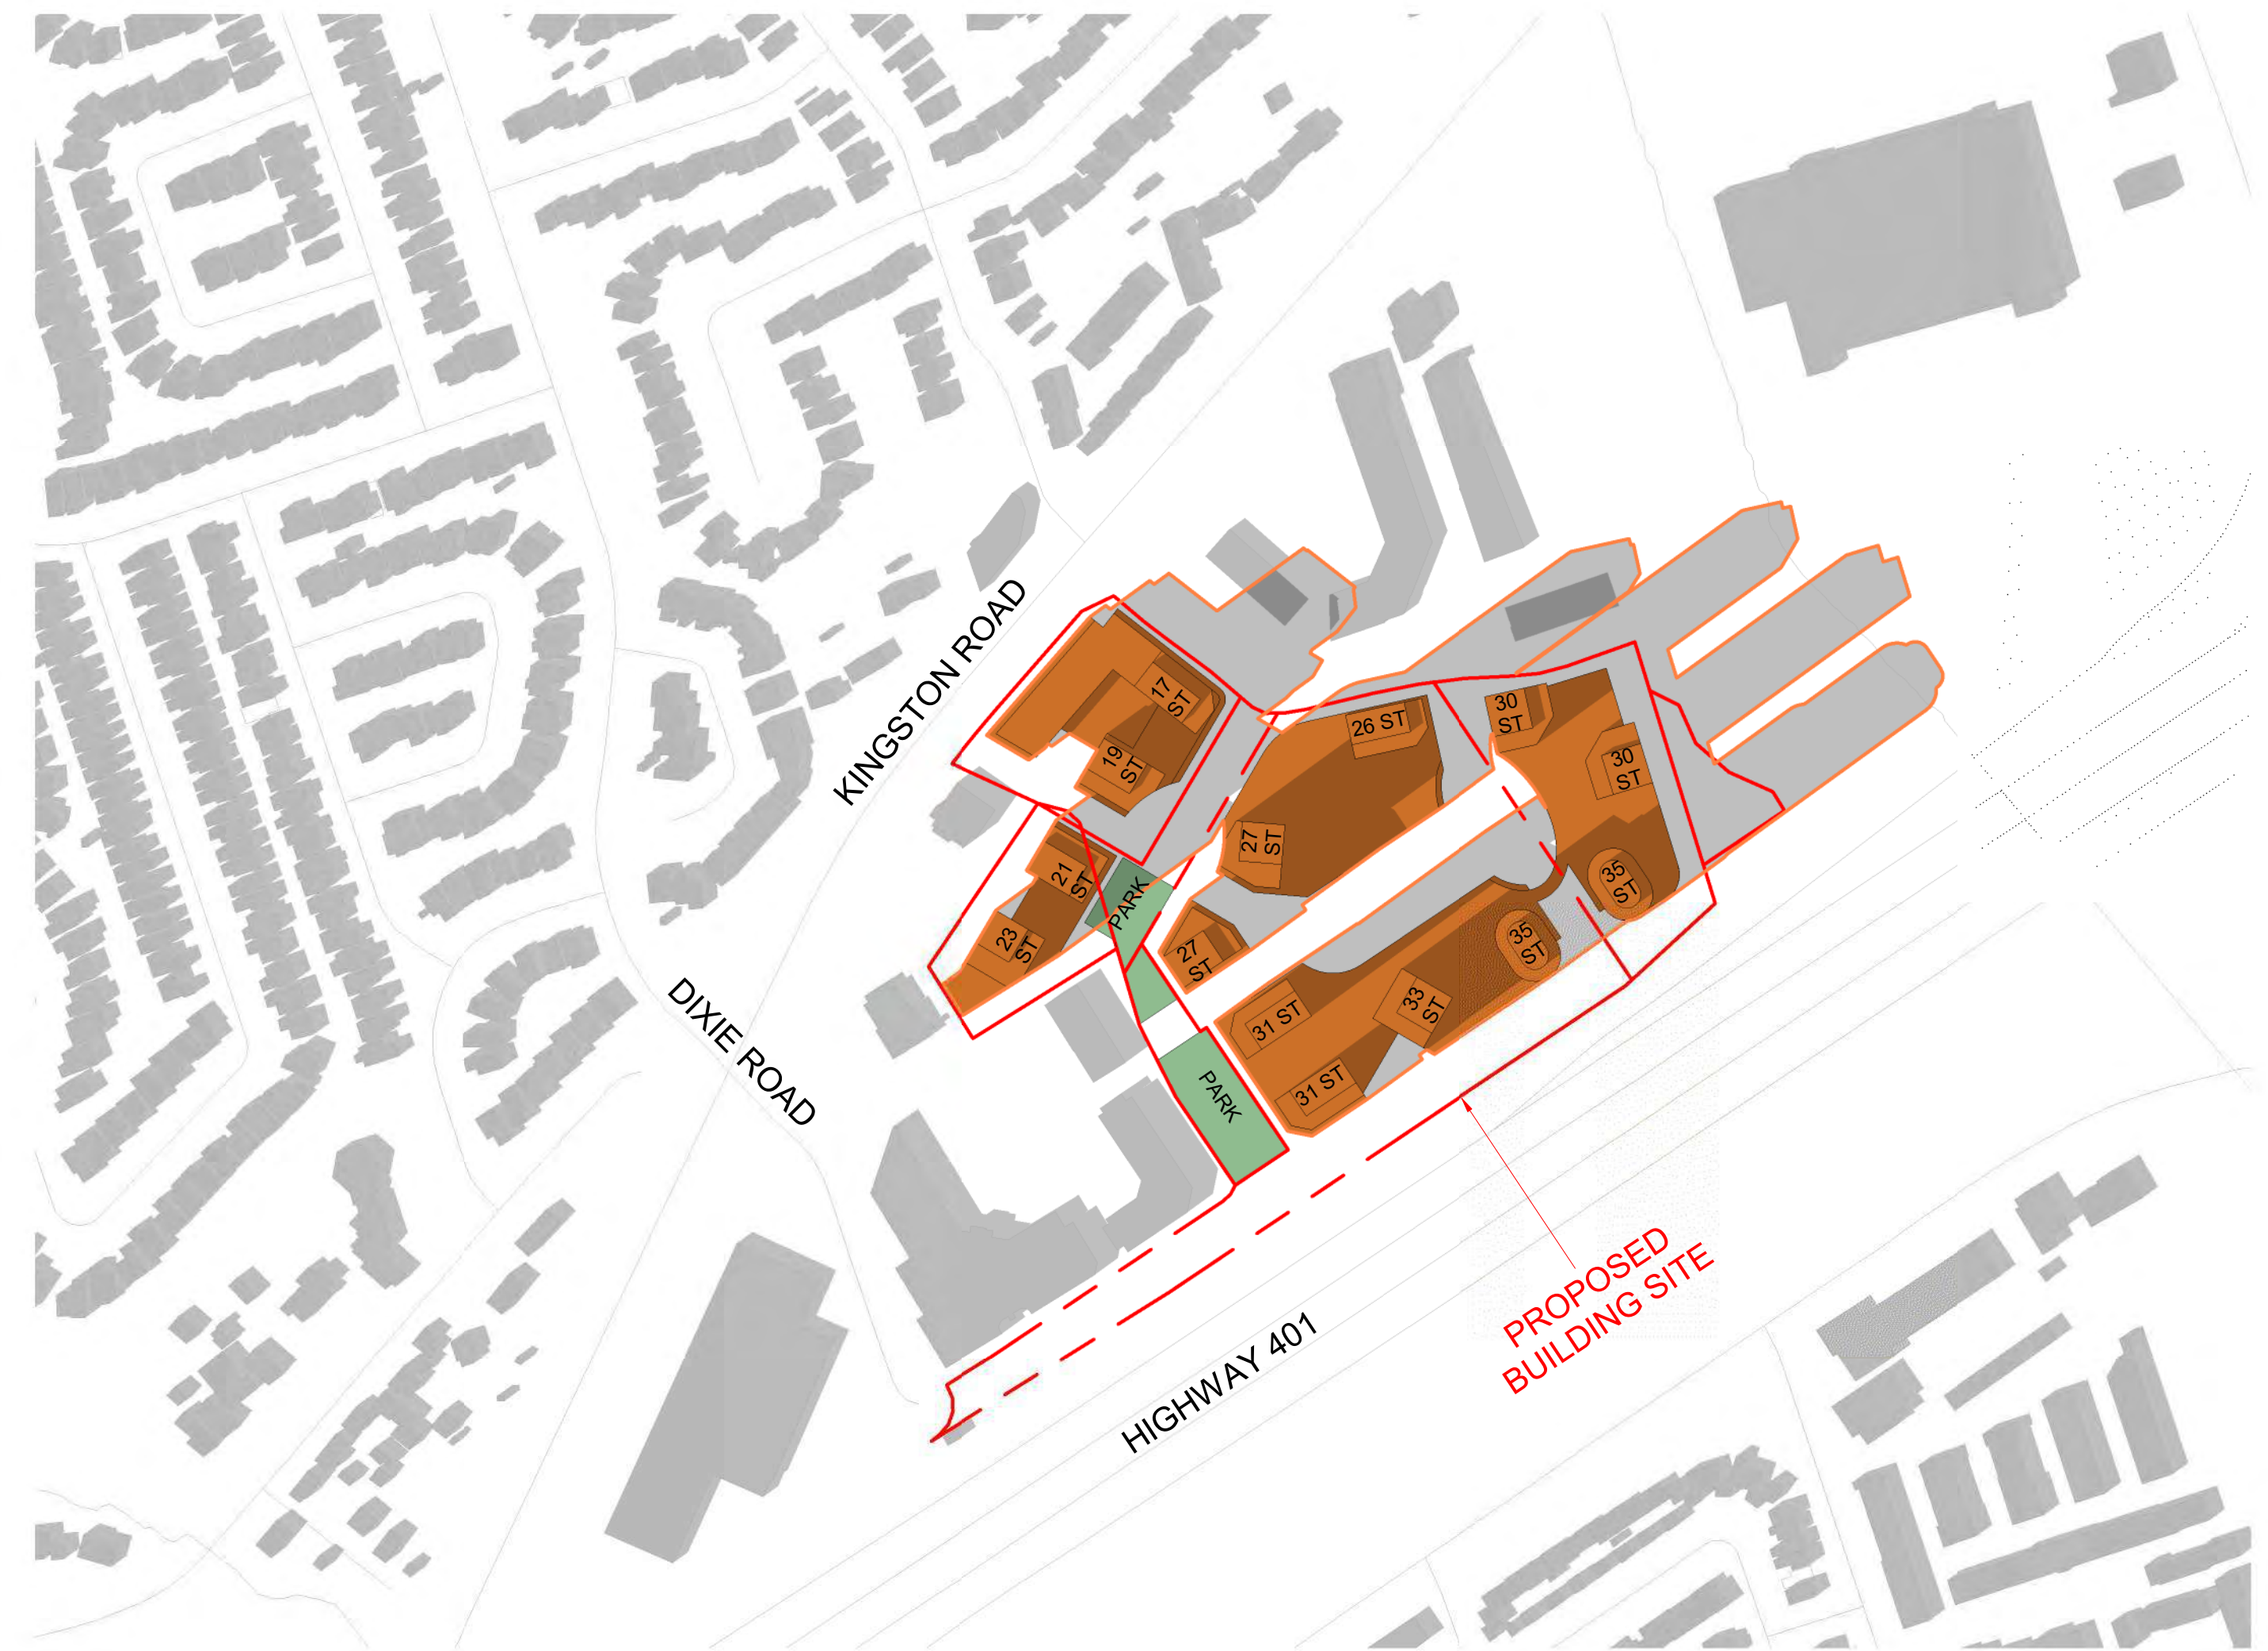 KINGSTON ROAD
17
ST
19
ST
26 ST
30
ST
30
ST
27
ST
21
ST
PARK
35
ST
23
ST
27
ST
35
ST
31 ST
33
ST
31 ST
PARK
DIXIE ROAD
HIGHWAY 401
PROPOSED
BUILDING SITE